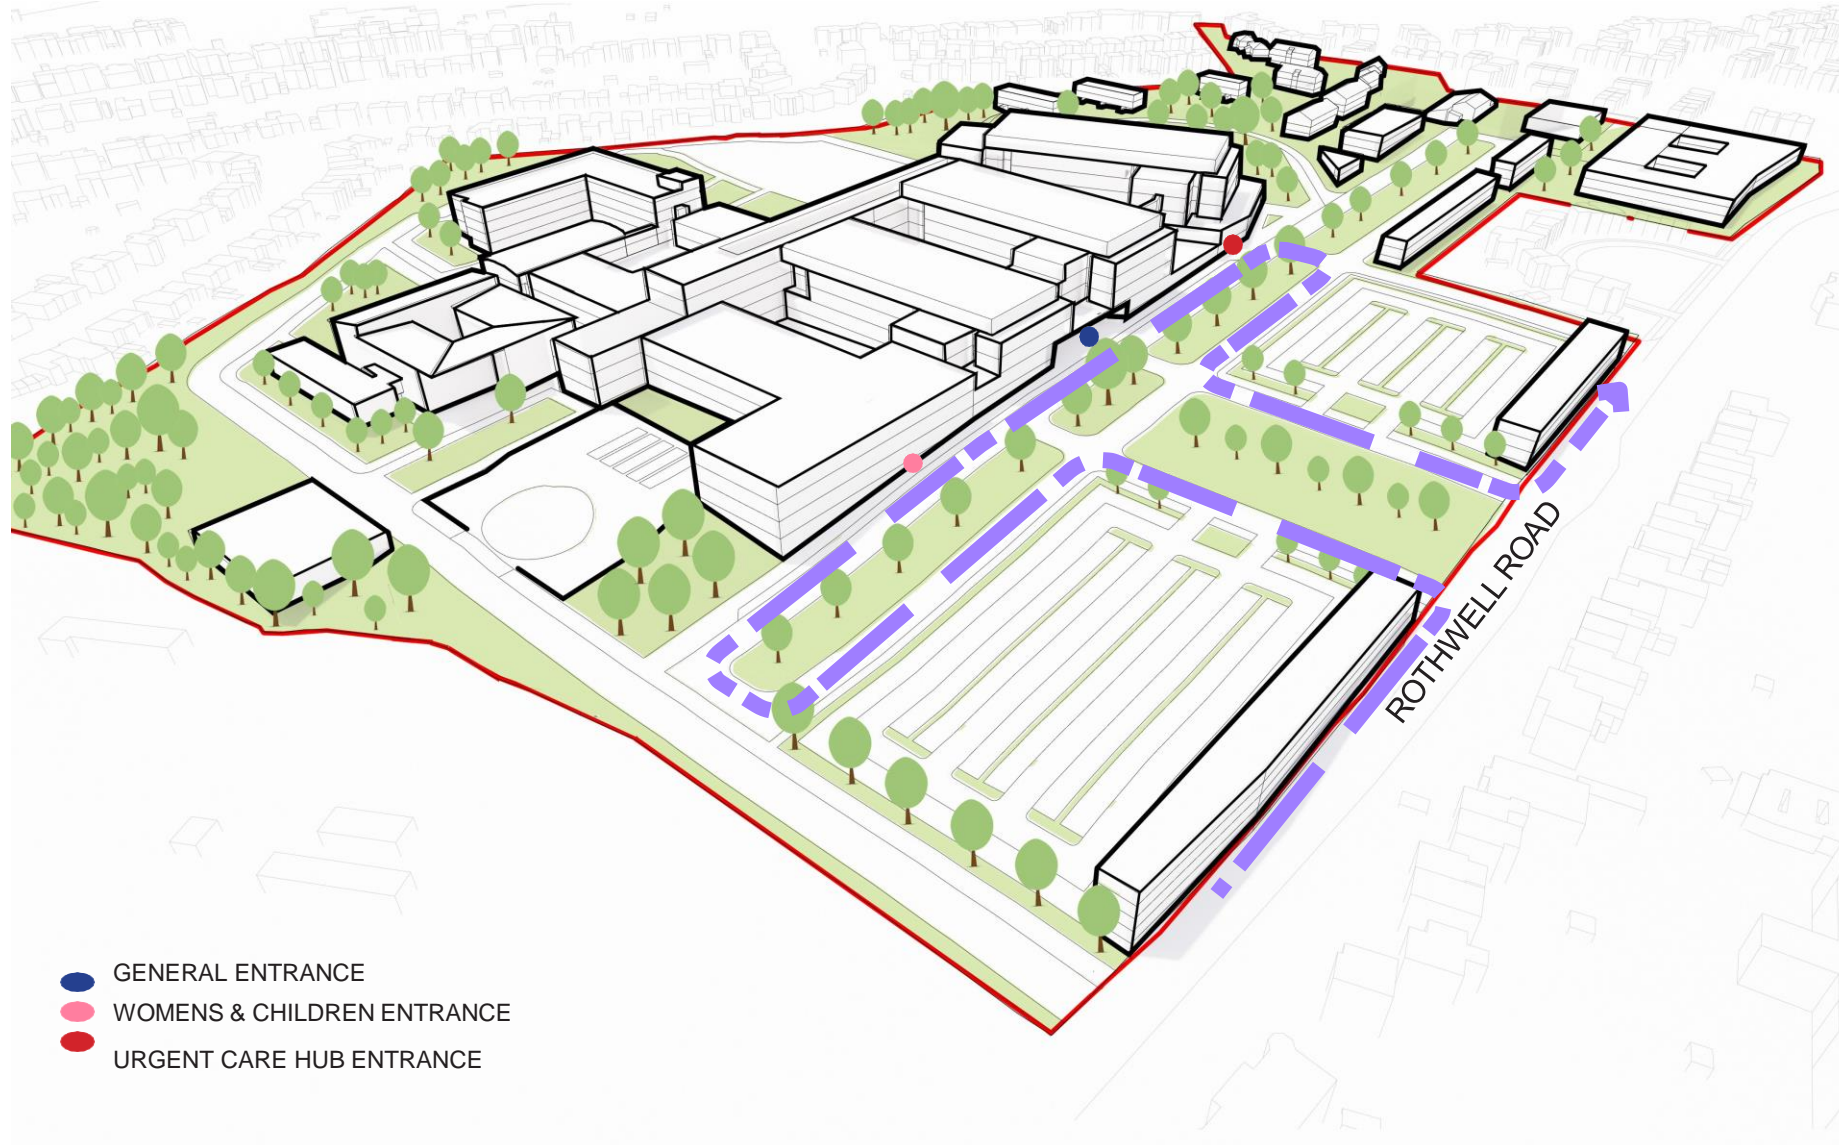 ROTHWELL ROAD
GENERAL ENTRANCE
WOMENS & CHILDREN ENTRANCE
URGENT CARE HUB ENTRANCE